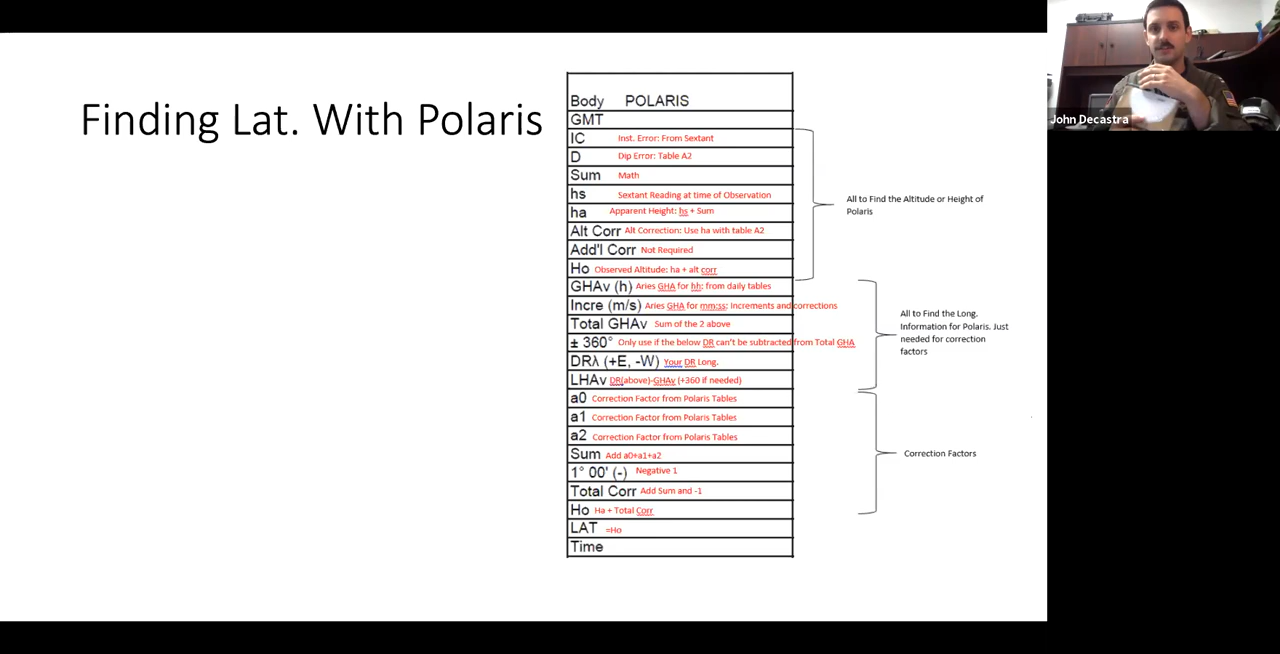 Finding Lat. With Polaris
Body POLARIS
GMT
IC Inst. Error: From Sextant
D Dip Error: Table A2
Sum Math
hs Sextant Reading at time of Observation
ha Apparent Height: hs + Sum
Alt Corr Alt Correction: Use ha with table A2
Add'l Corr Not Required
Ho Observed Altitude: ha + alt corr
GHAv (h) Aries GHA for hh: from daily tables
Incre (m/s) Aries GHA for mm:ss: Increments and corrections
Total GHAv Sum of the 2 above
± 360° Only use if the below DR can't be subtracted from Total GHA
DRλ (+E, -W) Your DR Long.
LHAv DR(above)-GHAv (+360 if needed)
a0 Correction Factor from Polaris Tables
a1 Correction Factor from Polaris Tables
a2 Correction Factor from Polaris Tables
Sum Add a0+a1+a2
1° 00' (-) Negative 1
Total Corr Add Sum and -1
Ho Ha + Total Corr
LAT =Ho
Time
All to Find the Altitude or Height of
Polaris
All to Find the Long.
Information for Polaris. Just
needed for correction
factors
Correction Factors
John Decastra